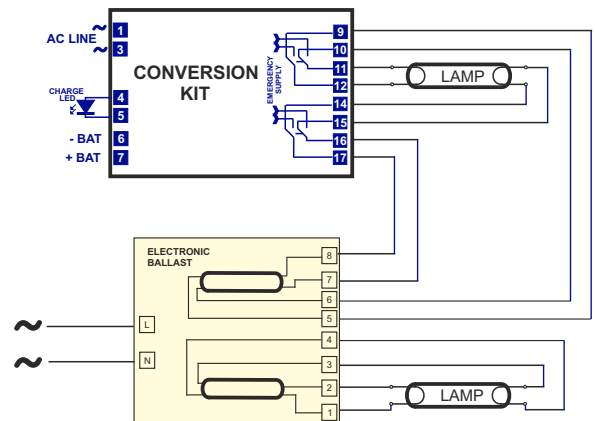 1
AC LINE
3
CONVERSION
KIT
EMERGENCY
SUPPLY
CHARGE
LED
4
5
- BAT 6
+ BAT 7
9
10
11
12
14
15
16
17
LAMP
ELECTRONIC
BALLAST
L
N
8
7
6
5
4
3
2
1
LAMP